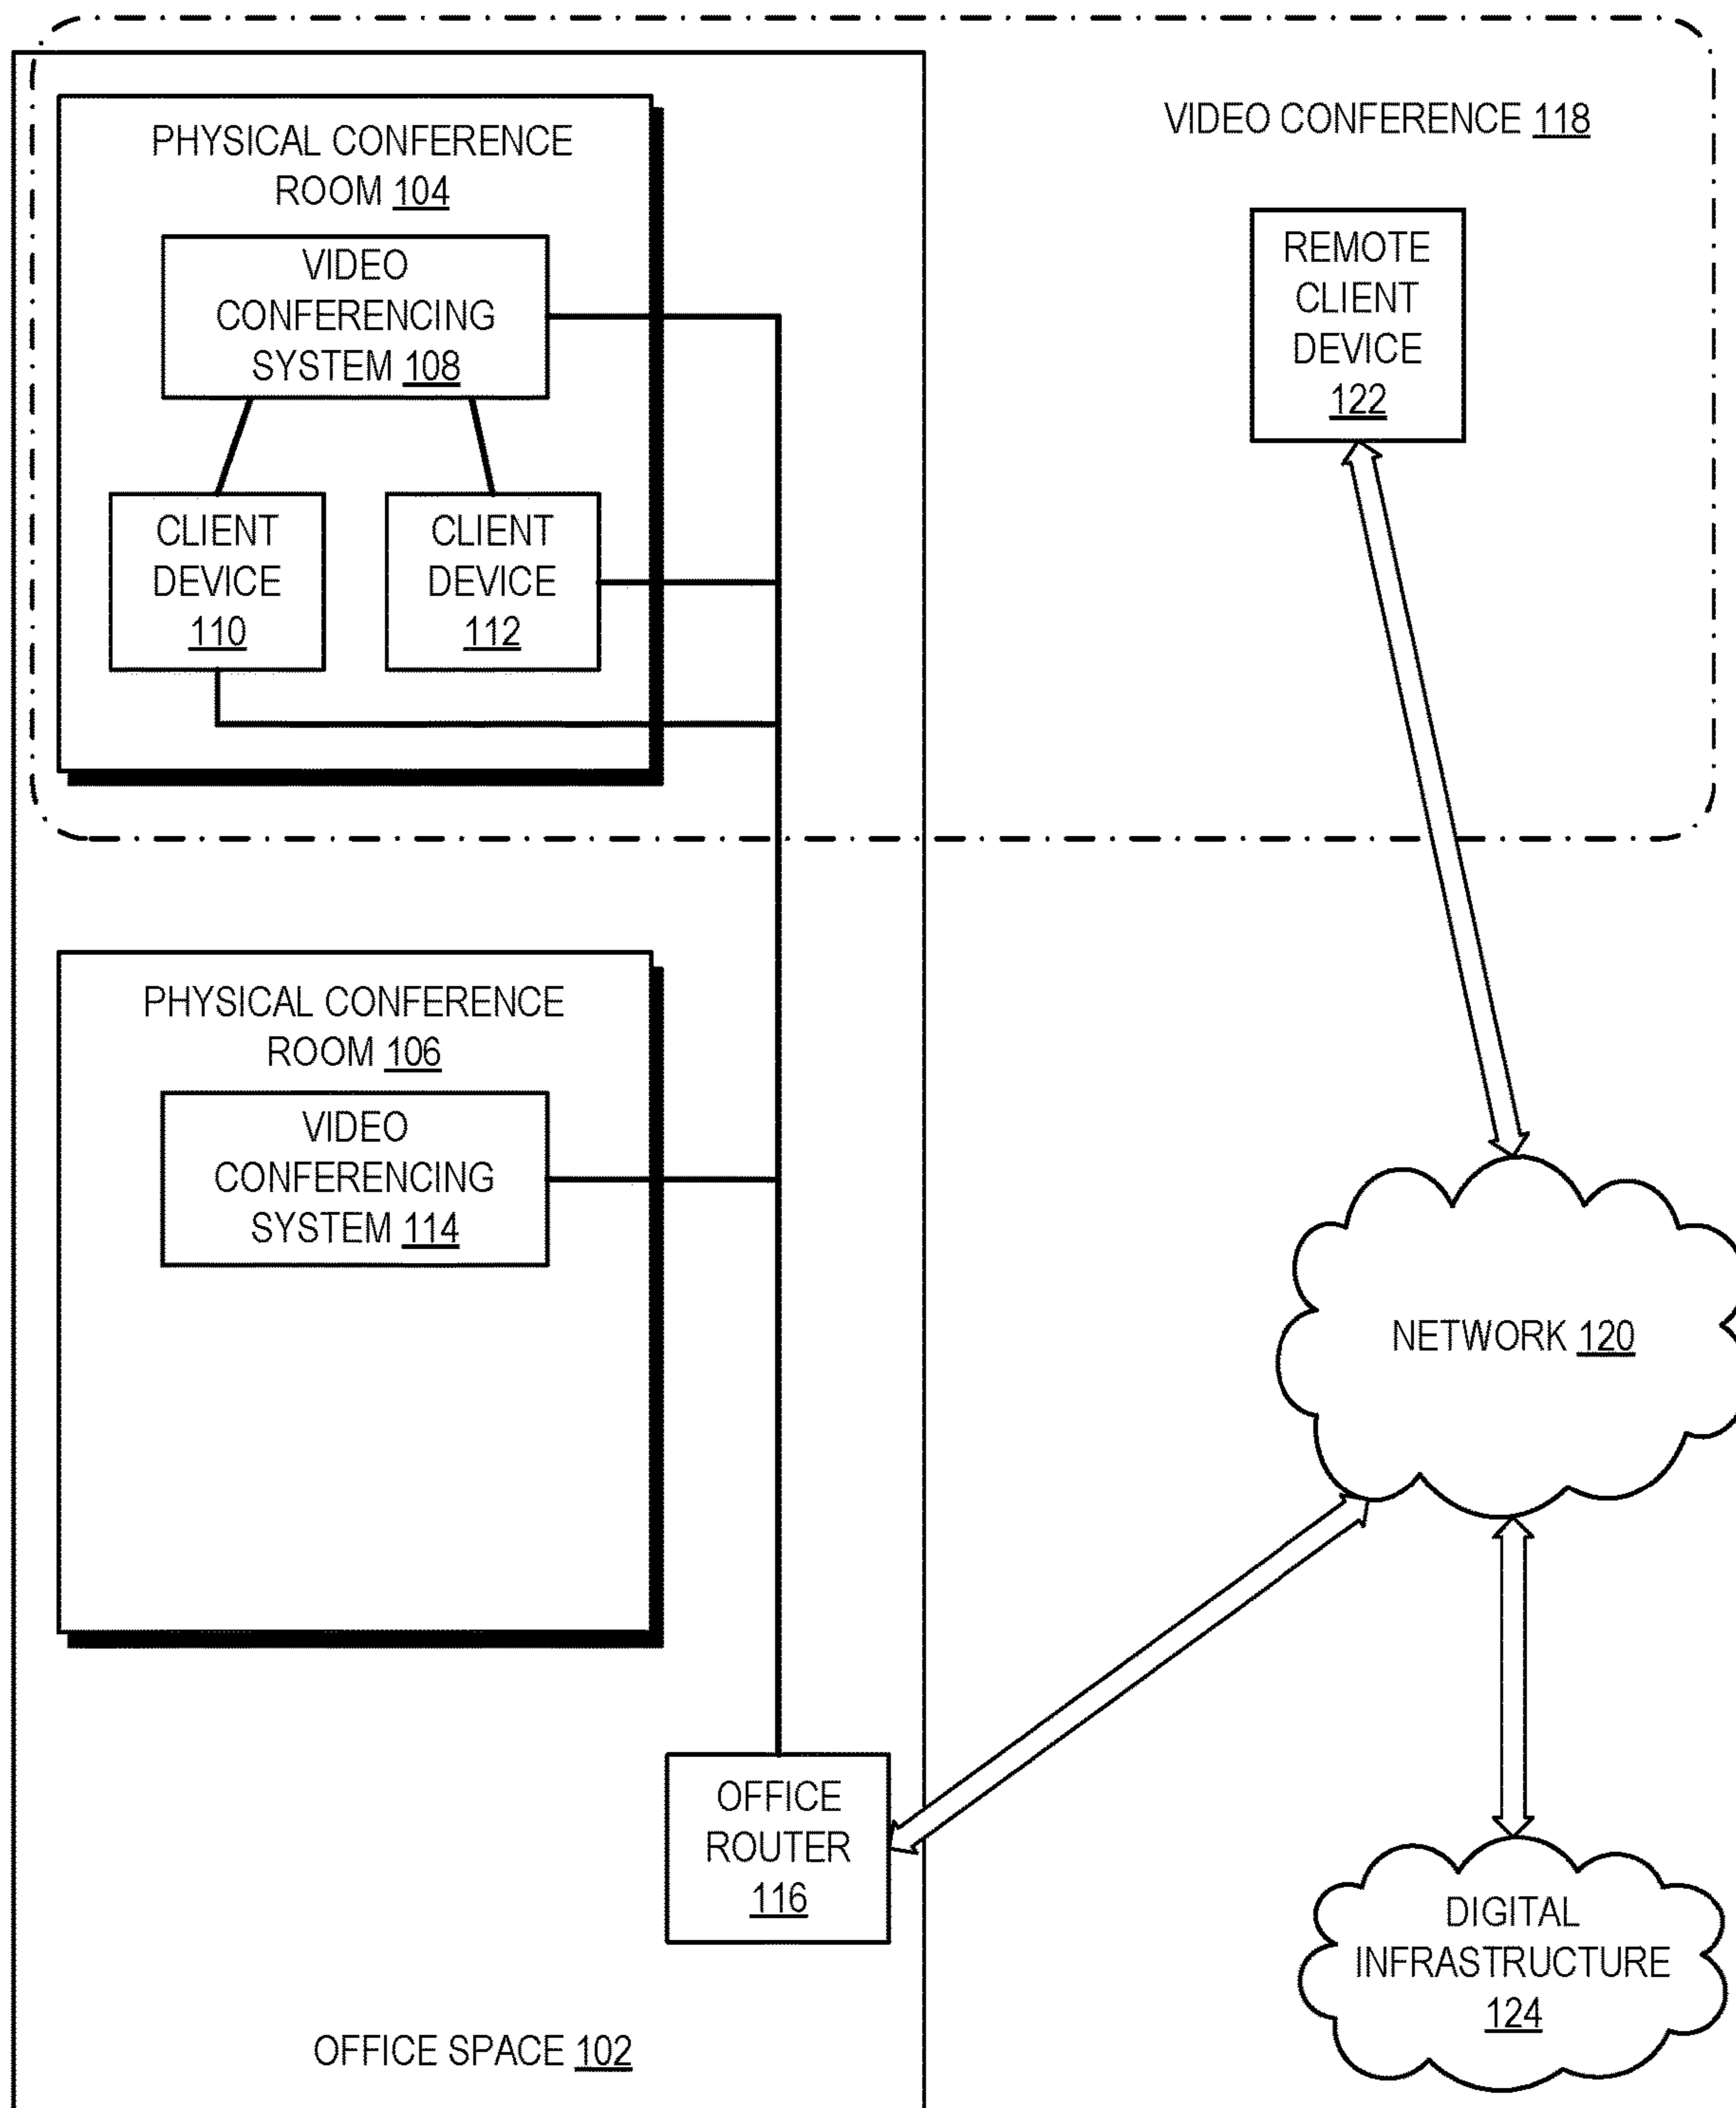 PHYSICAL CONFERENCE
ROOM 104
VIDEO
CONFERENCING
SYSTEM 108
CLIENT
DEVICE
110
CLIENT
DEVICE
112
VIDEO CONFERENCE 118
REMOTE
CLIENT
DEVICE
122
PHYSICAL CONFERENCE
ROOM 106
VIDEO
CONFERENCING
SYSTEM 114
NETWORK 120
OFFICE
ROUTER
116
DIGITAL
INFRASTRUCTURE
124
OFFICE SPACE 102